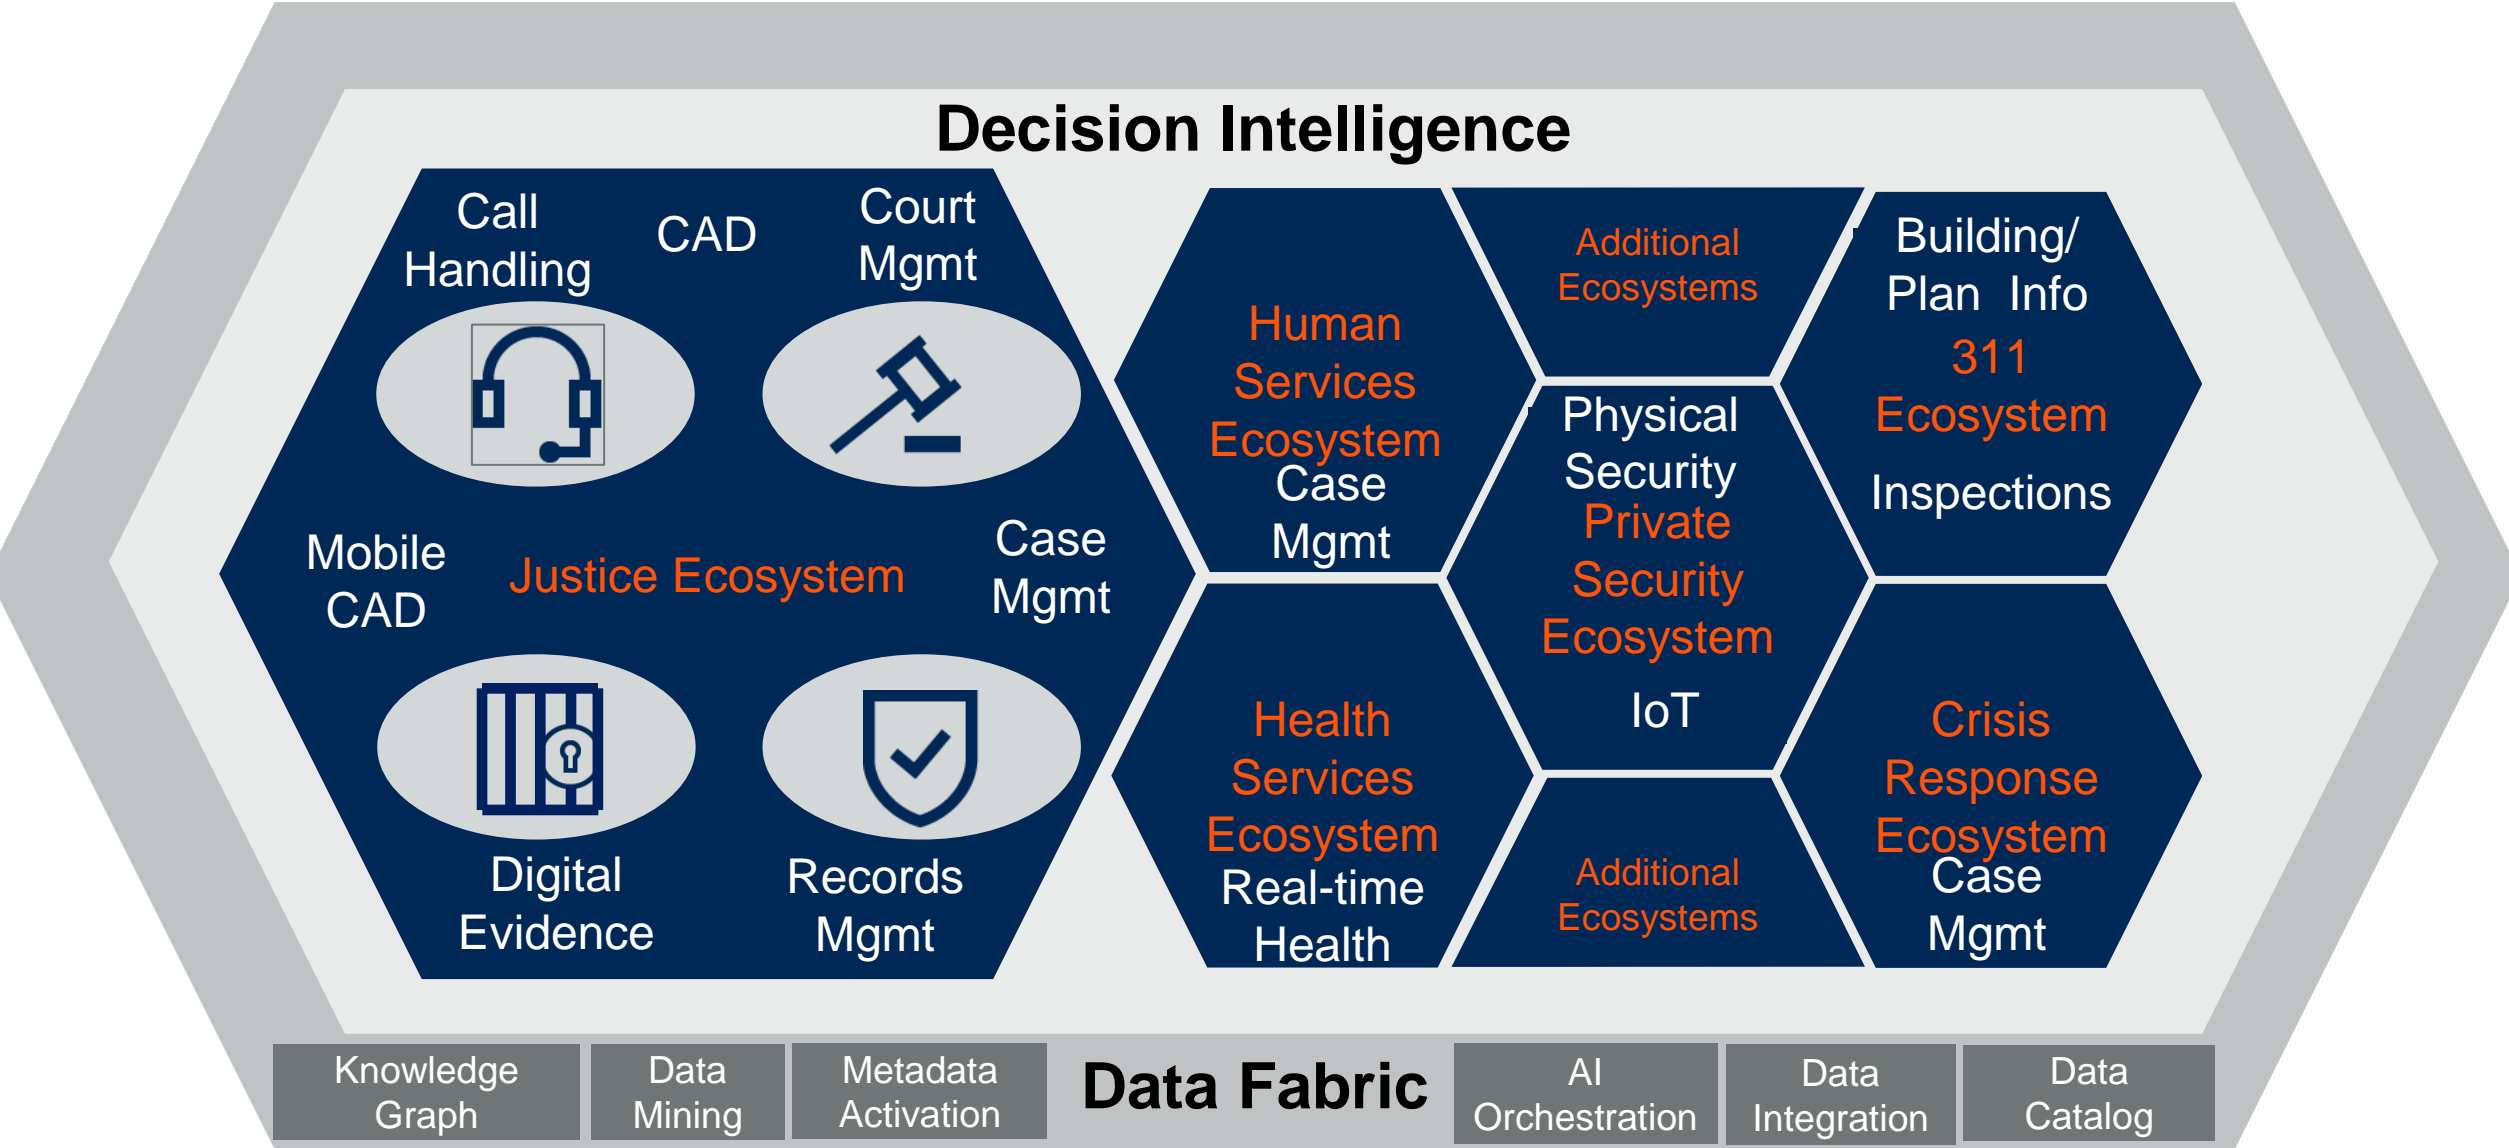 Decision Intelligence
Call
Handling
CAD
Court
Mgmt
Mobile
CAD
Justice Ecosystem
Case
Mgmt
Digital
Evidence
Records
Mgmt
Human
Services
Ecosystem
Case
Mgmt
Additional
Ecosystems
Building/
Plan Info
311
Ecosystem
Inspections
Physical
Security
Private
Security
Ecosystem
IoT
Health
Services
Ecosystem
Real-time
Health
Additional
Ecosystems
Crisis
Response
Ecosystem
Case
Mgmt
Knowledge
Graph
Data
Mining
Metadata
Activation
Data Fabric
AI
Orchestration
Data
Integration
Data
Catalog